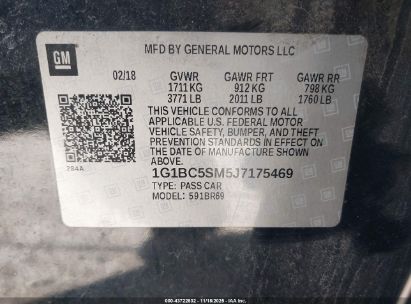 GM
MFD BY GENERAL MOTORS LLC
02/18 GVWR GAWR FRT GAWR RR
1711 KG 912 KG 798 KG
3771 LB 2011 LB 1760 LB
THIS VEHICLE CONFORMS TO ALL
APPLICABLE U.S. FEDERAL MOTOR
VEHICLE SAFETY, BUMPER, AND THEFT
PREVENTION STANDARDS IN EFFECT ON
THE DATE OF MANUFACTURE SHOWN ABOVE.
1G1BC5SM5J7175469
284A TYPE: PASS CAR
MODEL: 591BR69